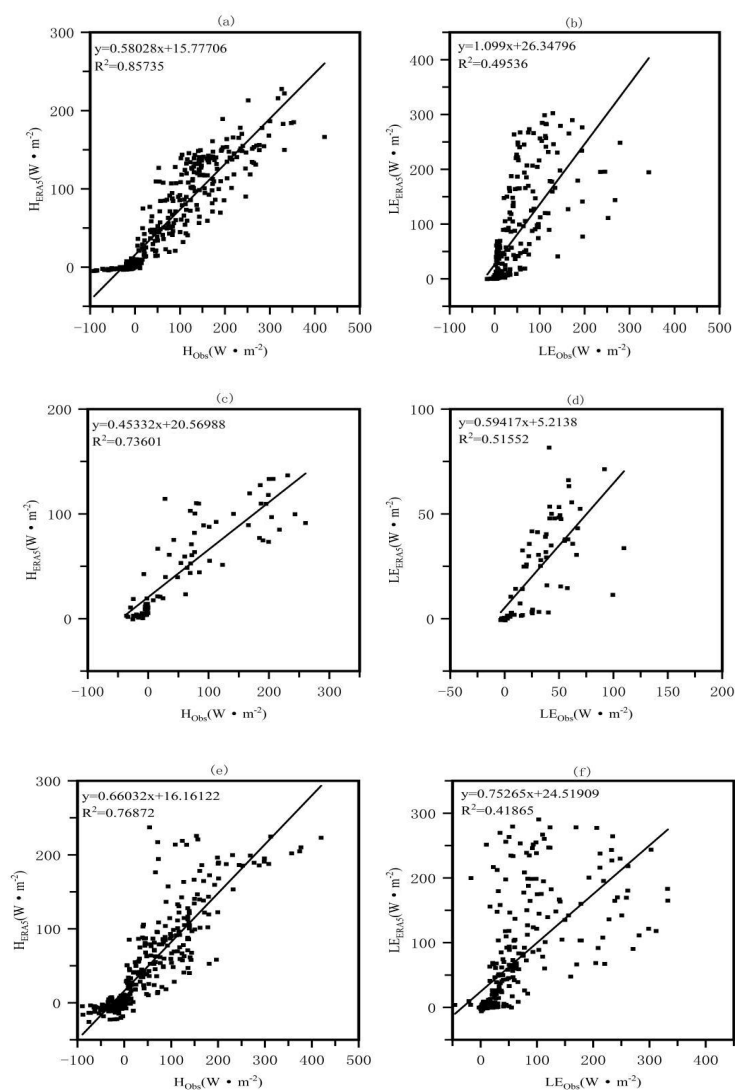 (a)
y=0.58028x+15.77706
R²=0.85735
300
200
100
0
H_ERA5(W • m⁻²)
−100
0
100
200
300
400
500
H_Obs(W • m⁻²)
(b)
y=1.099x+26.34796
R²=0.49536
450
400
300
200
100
0
LE_ERA5(W • m⁻²)
−100
0
100
200
300
400
500
LE_Obs(W • m⁻²)
(c)
y=0.45332x+20.56988
R²=0.73601
200
100
0
H_ERA5(W • m⁻²)
−100
0
100
200
300
H_Obs(W • m⁻²)
(d)
y=0.59417x+5.2138
R²=0.51552
100
50
0
LE_ERA5(W • m⁻²)
−50
0
50
100
150
200
LE_Obs(W • m⁻²)
(e)
y=0.66032x+16.16122
R²=0.76872
300
200
100
0
H_ERA5(W • m⁻²)
−100
0
100
200
300
400
500
H_Obs(W • m⁻²)
(f)
y=0.75265x+24.51909
R²=0.41865
350
300
200
100
0
LE_ERA5(W • m⁻²)
−50
0
100
200
300
400
450
LE_Obs(W • m⁻²)